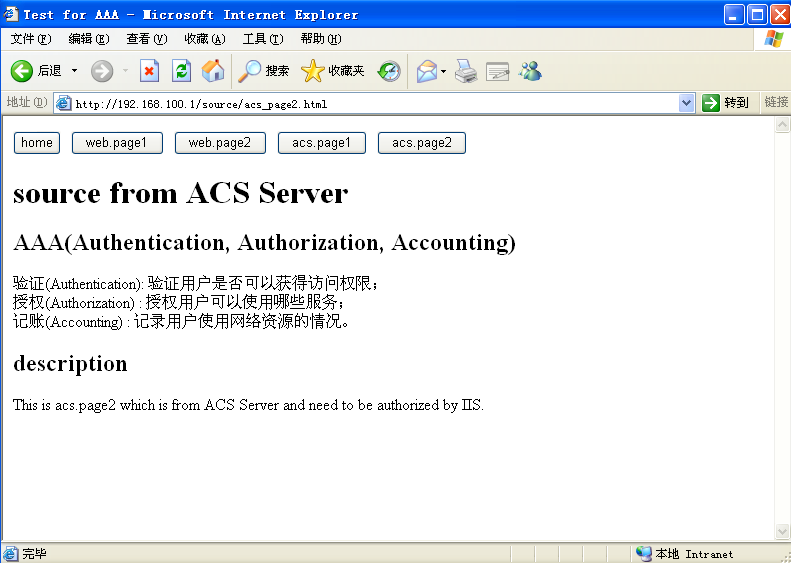 Test for AAA - Microsoft Internet Explorer
文件(F) 编辑(E) 查看(V) 收藏(A) 工具(T) 帮助(H)
后退 搜索 收藏夹
地址(D) http://192.168.100.1/source/acs_page2.html 转到 链接
home web.page1 web.page2 acs.page1 acs.page2
source from ACS Server
AAA(Authentication, Authorization, Accounting)
验证(Authentication): 验证用户是否可以获得访问权限；
授权(Authorization) : 授权用户可以使用哪些服务；
记账(Accounting) : 记录用户使用网络资源的情况。
description
This is acs.page2 which is from ACS Server and need to be authorized by IIS.
完毕 本地 Intranet